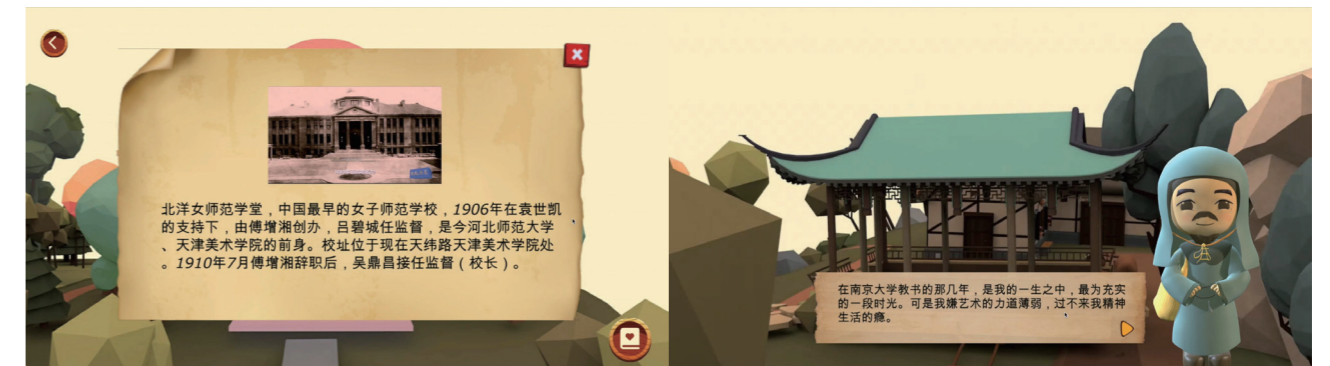 北洋女师范学堂，中国最早的女子师范学校，1906年在袁世凯
的支持下，由傅增湘创办，吕碧城任监督，是今河北师范大学
、天津美术学院的前身。校址位于现在天纬路天津美术学院处
。1910年7月傅增湘辞职后，吴鼎昌接任监督（校长）。
在南京大学教书的那几年，是我的一生之中，最为充实
的一段时光。可是我嫌艺术的力道薄弱，过不来我精神
生活的瘾。